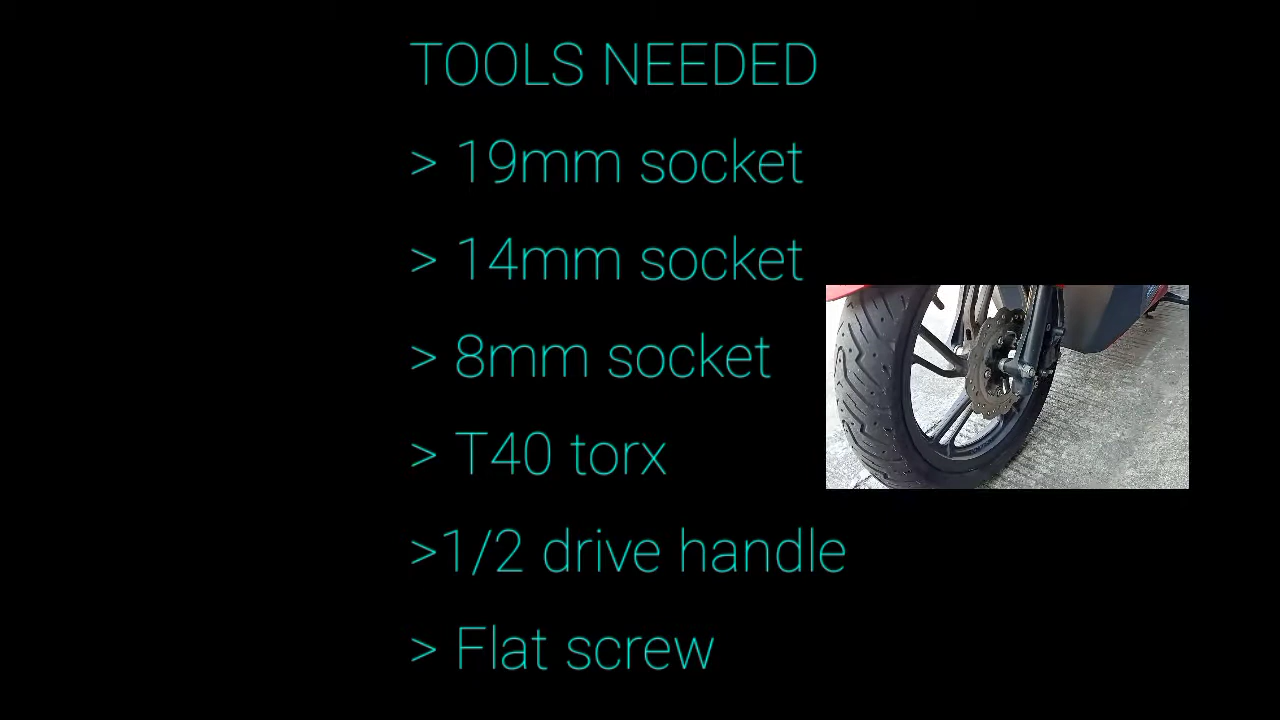 TOOLS NEEDED
> 19mm socket
> 14mm socket
> 8mm socket
> T40 torx
>1/2 drive handle
> Flat screw